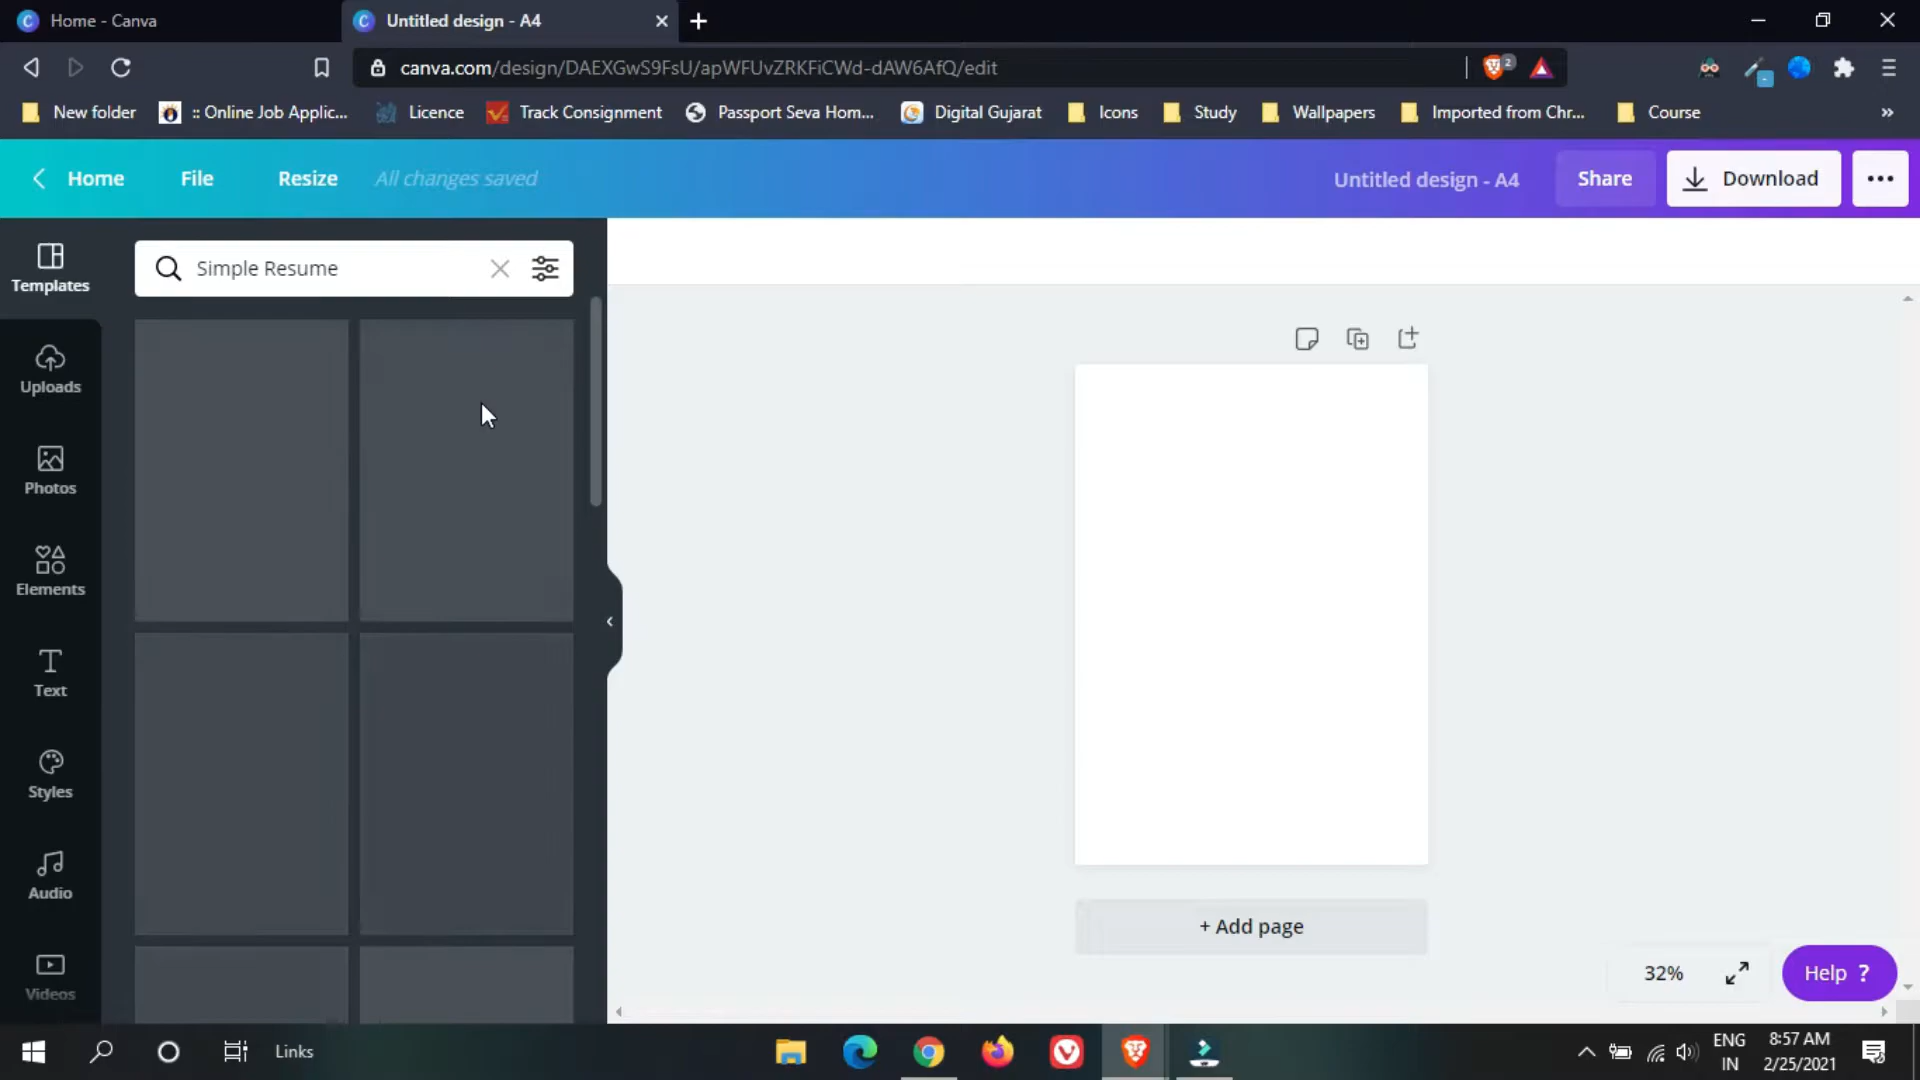 Home - Canva
Untitled design - A4
canva.com/design/DAEXGwS9FsU/apWFUvZRKFiCWd-dAW6AfQ/edit
2
New folder
:: Online Job Applic...
Licence
Track Consignment
Passport Seva Hom...
Digital Gujarat
Icons
Study
Wallpapers
Imported from Chr...
Course
Home
File
Resize
All changes saved
Untitled design - A4
Share
Download
Templates
Simple Resume
Uploads
Photos
Elements
Text
Styles
Audio
Videos
+ Add page
32%
Help ?
Links
ENG
IN
8:57 AM
2/25/2021